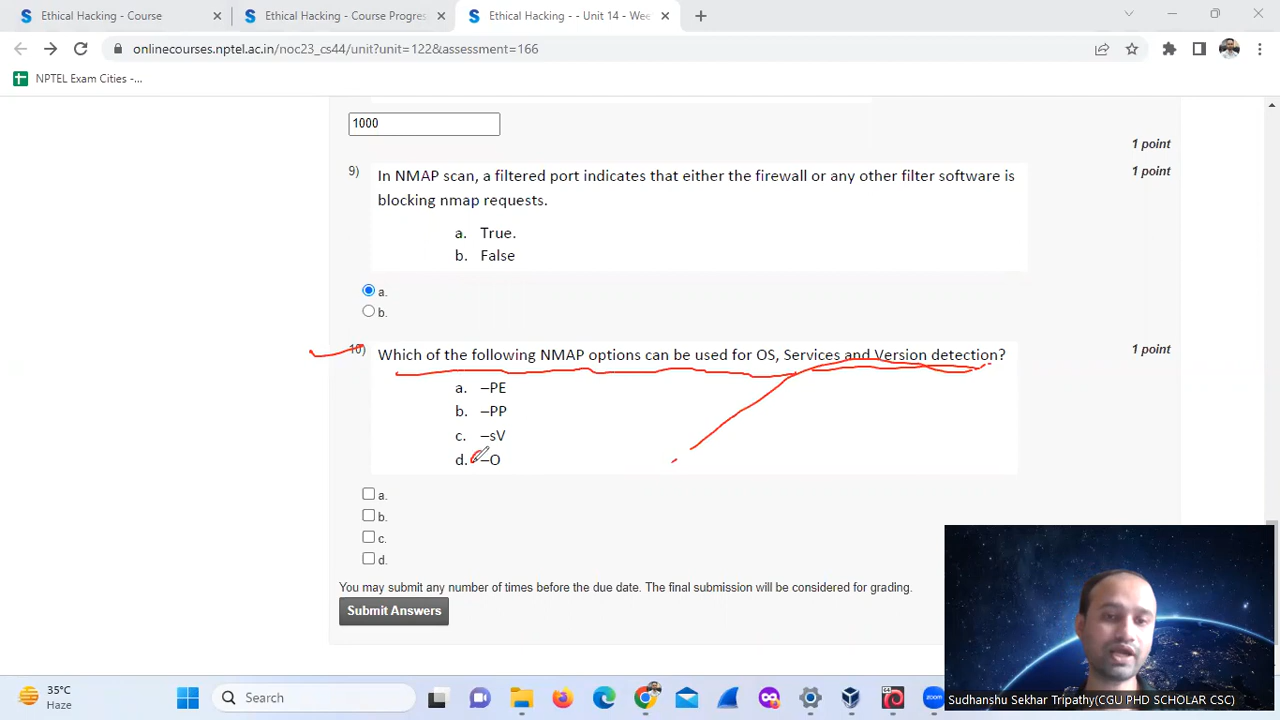 Ethical Hacking - Course
Ethical Hacking - Course Progres
Ethical Hacking - - Unit 14 - Wee
onlinecourses.nptel.ac.in/noc23_cs44/unit?unit=122&assessment=166
NPTEL Exam Cities -...
1000
1 point
9) In NMAP scan, a filtered port indicates that either the firewall or any other filter software is 1 point
blocking nmap requests.
a. True.
b. False
a.
b.
10) Which of the following NMAP options can be used for OS, Services and Version detection? 1 point
a. –PE
b. –PP
c. –sV
d. –O
a.
b.
c.
d.
You may submit any number of times before the due date. The final submission will be considered for grading.
Submit Answers
35°C
Haze
Search
zoom
Sudhanshu Sekhar Tripathy(CGU PHD SCHOLAR CSC)